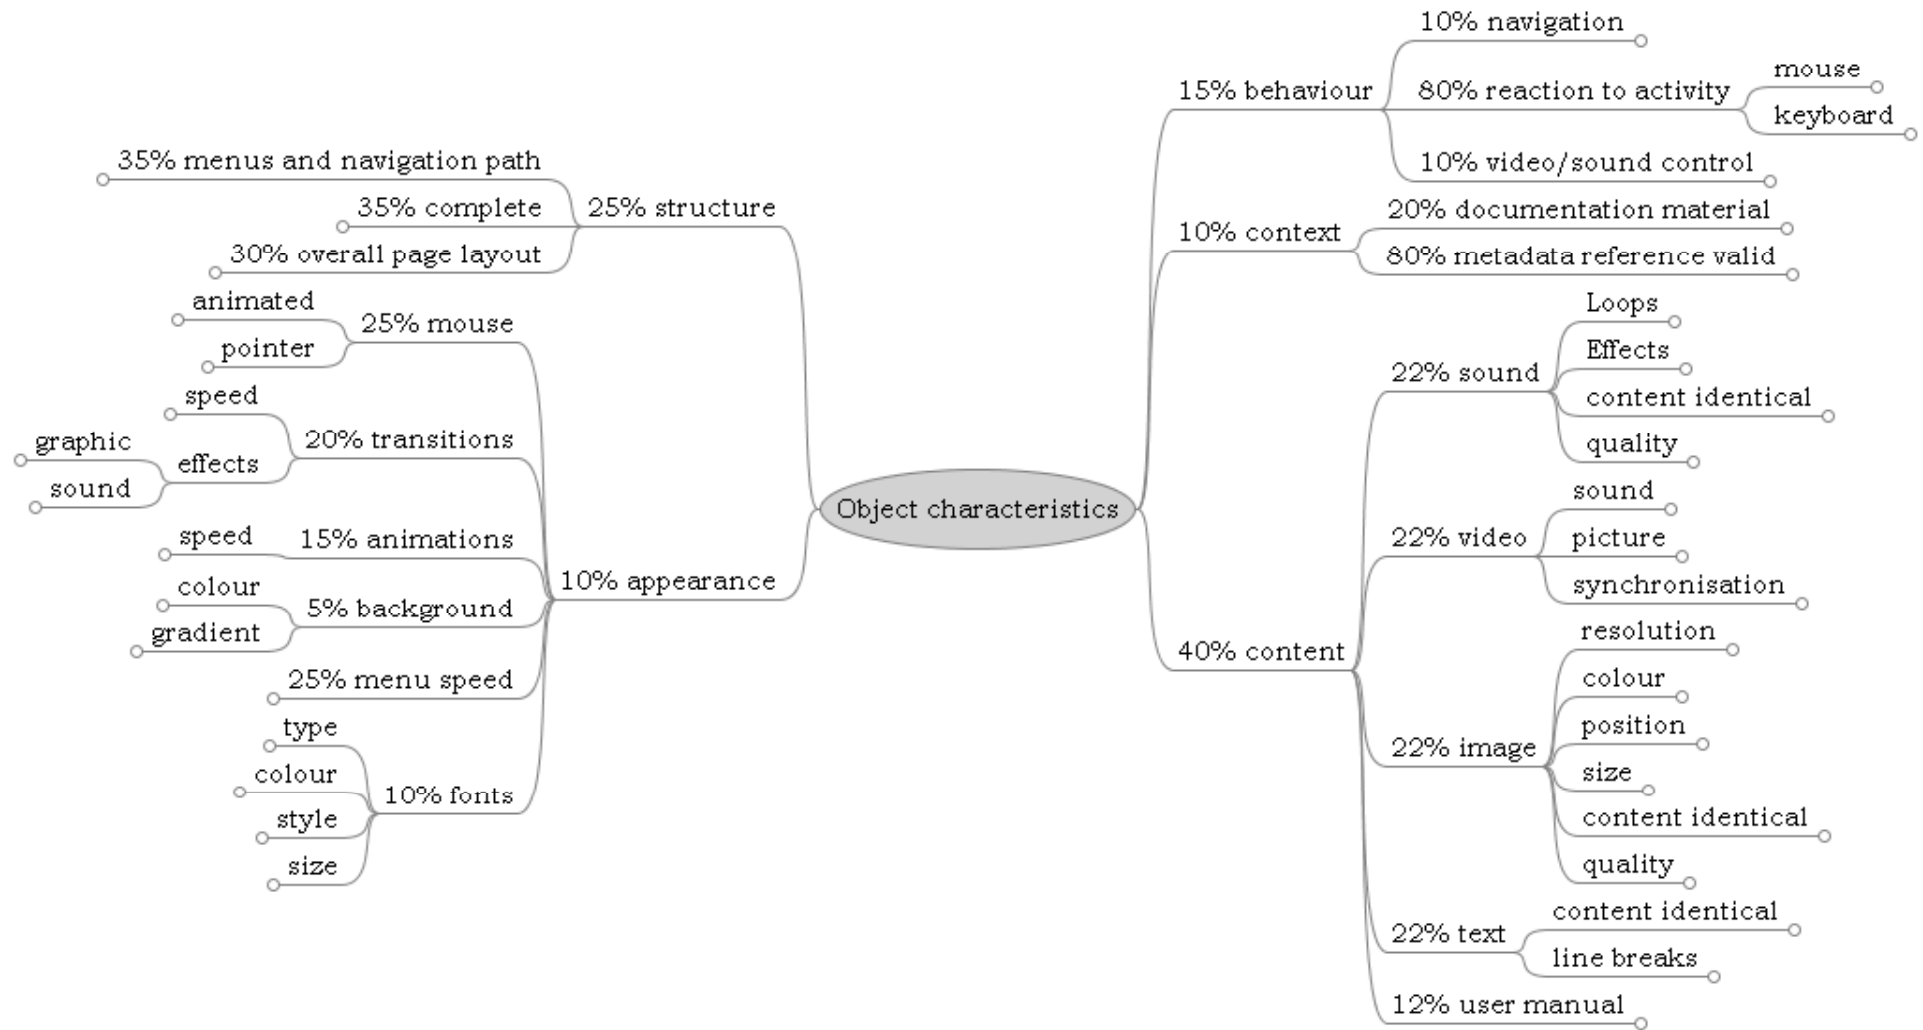 Object characteristics
25% structure
35% menus and navigation path
35% complete
30% overall page layout
10% appearance
25% mouse
animated
pointer
20% transitions
speed
effects
graphic
sound
15% animations
speed
5% background
colour
gradient
25% menu speed
10% fonts
type
colour
style
size
15% behaviour
10% navigation
80% reaction to activity
mouse
keyboard
10% video/sound control
10% context
20% documentation material
80% metadata reference valid
40% content
22% sound
Loops
Effects
content identical
quality
22% video
sound
picture
synchronisation
22% image
resolution
colour
position
size
content identical
quality
22% text
content identical
line breaks
12% user manual